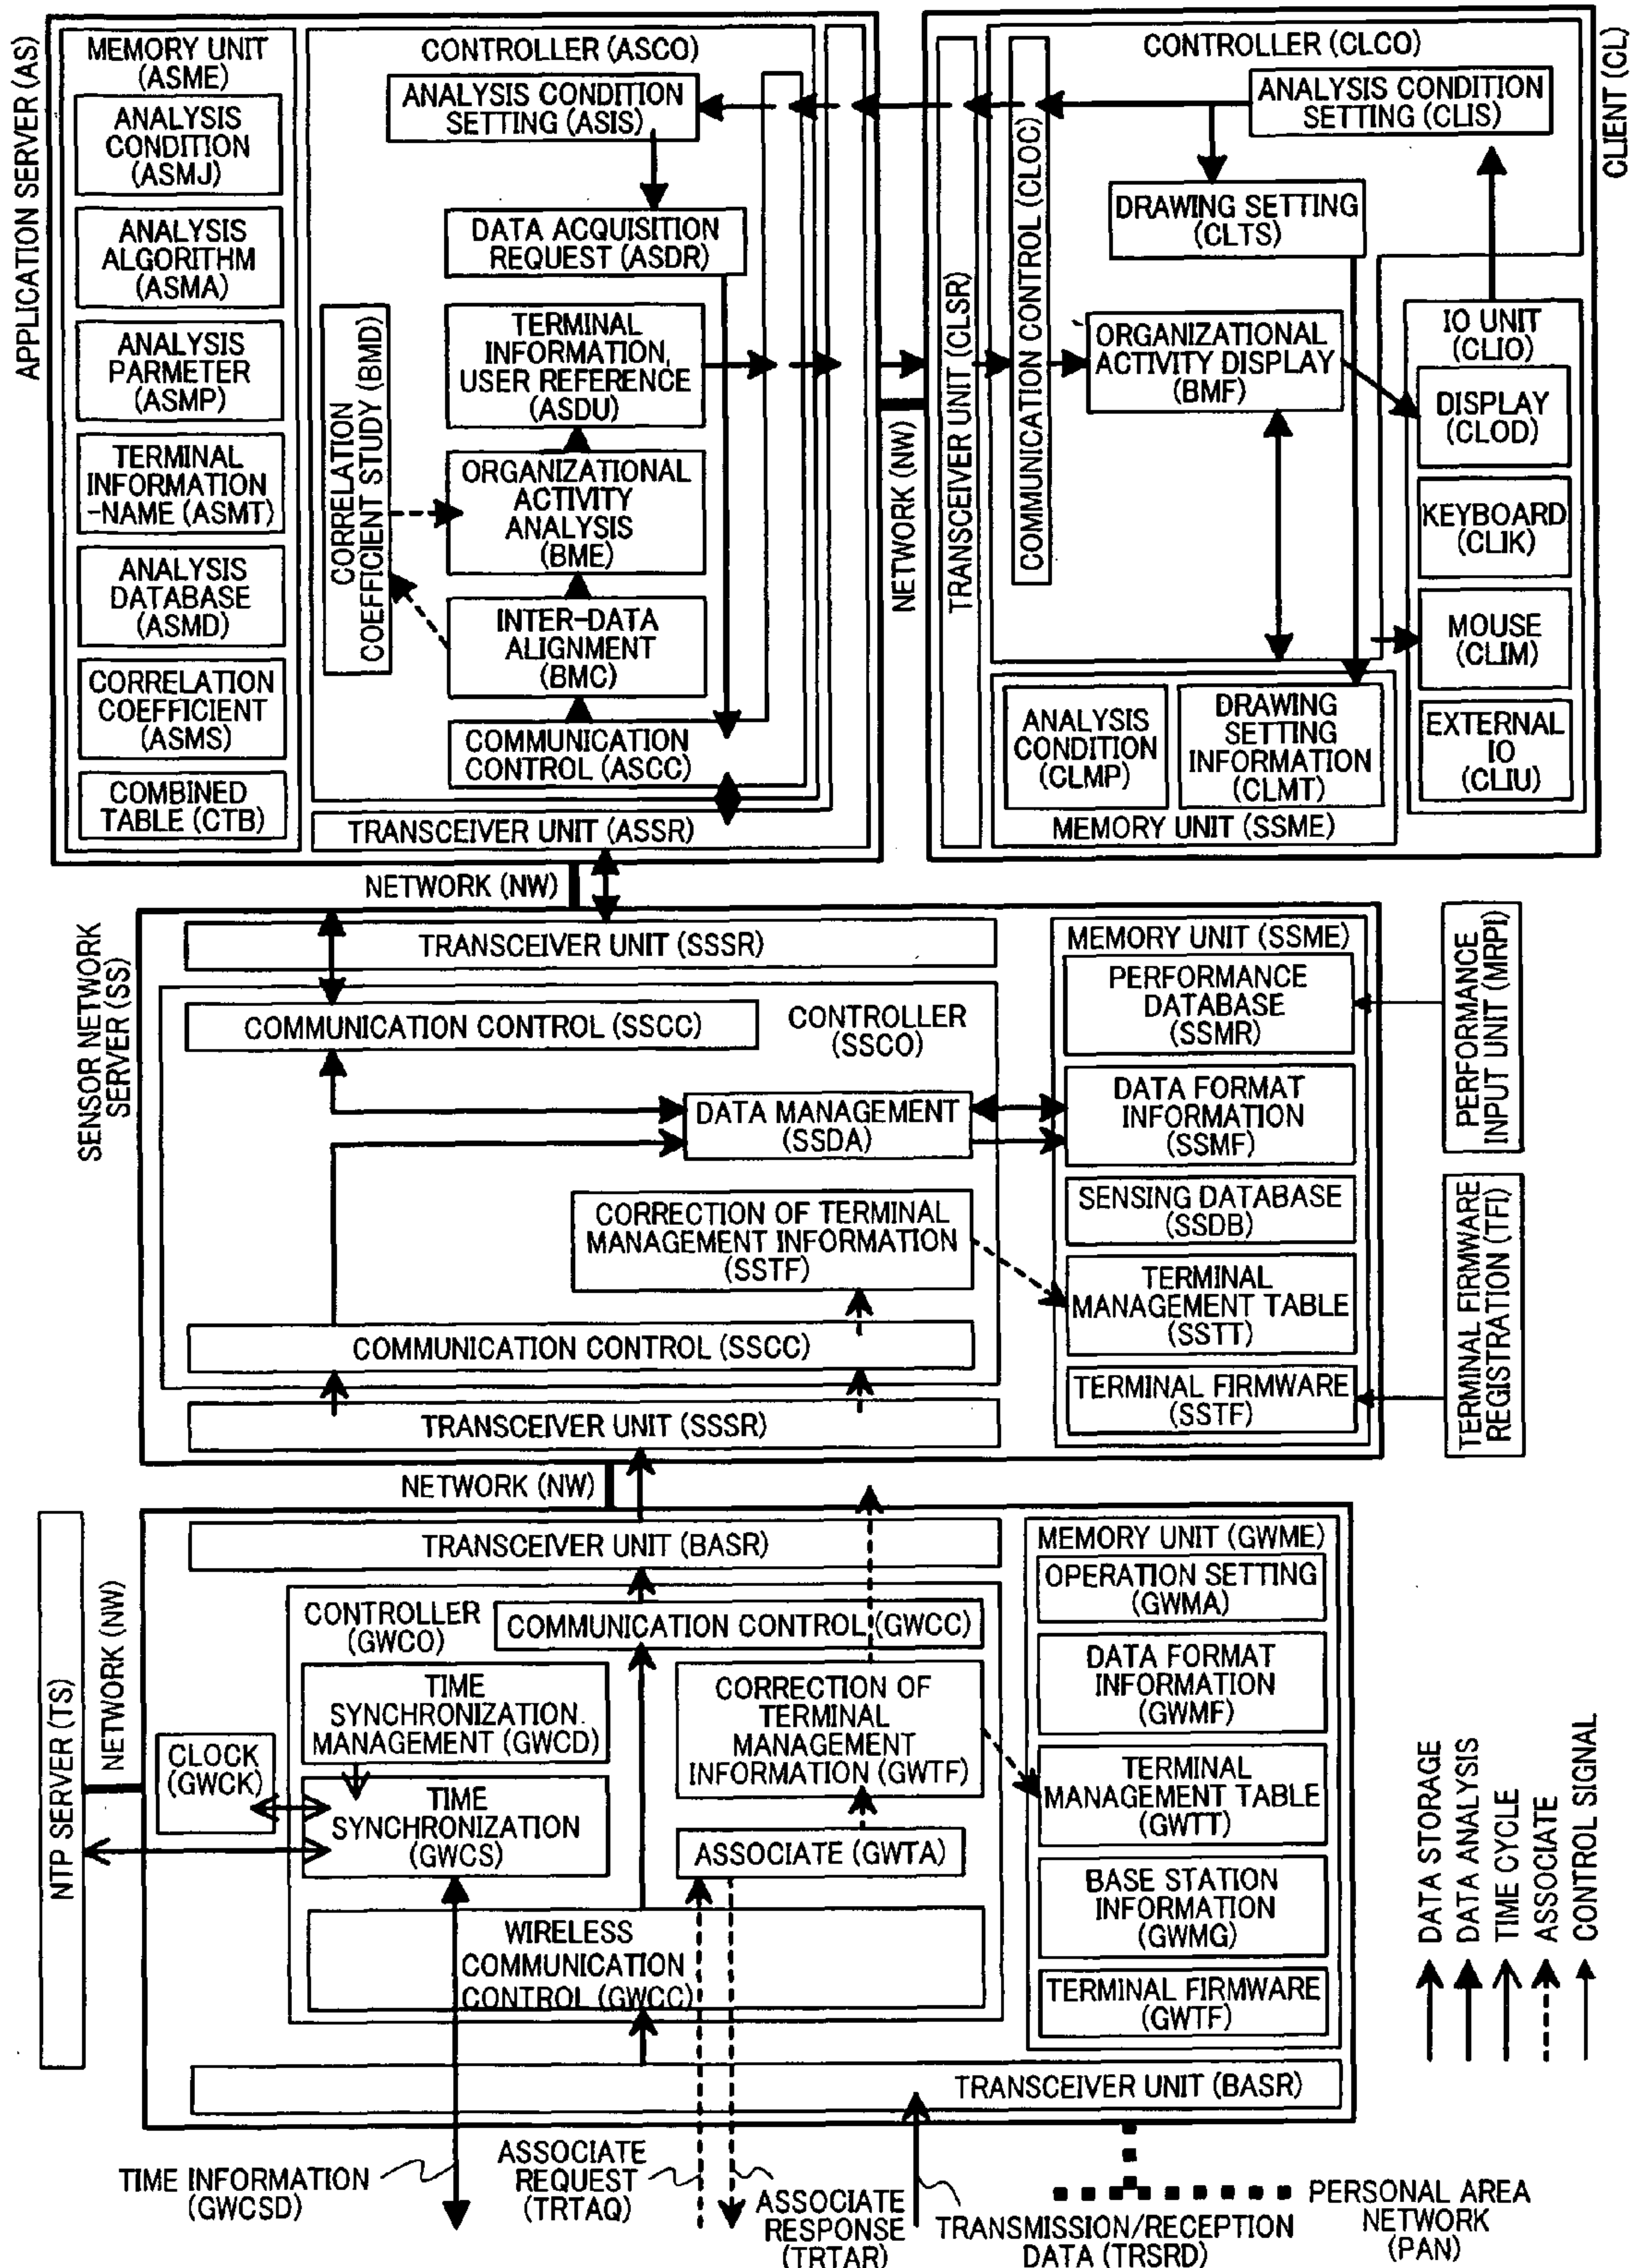 APPLICATION SERVER (AS)
MEMORY UNIT
(ASME)
ANALYSIS
CONDITION
(ASMJ)
ANALYSIS
ALGORITHM
(ASMA)
ANALYSIS
PARMETER
(ASMP)
TERMINAL
INFORMATION
-NAME (ASMT)
ANALYSIS
DATABASE
(ASMD)
CORRELATION
COEFFICIENT
(ASMS)
COMBINED
TABLE (CTB)
CONTROLLER (ASCO)
ANALYSIS CONDITION
SETTING (ASIS)
DATA ACQUISITION
REQUEST (ASDR)
TERMINAL
INFORMATION,
USER REFERENCE
(ASDU)
CORRELATION
COEFFICIENT STUDY (BMD)
ORGANIZATIONAL
ACTIVITY
ANALYSIS
(BME)
INTER-DATA
ALIGNMENT
(BMC)
COMMUNICATION
CONTROL (ASCC)
TRANSCEIVER UNIT (ASSR)
NETWORK (NW)
CLIENT (CL)
TRANSCEIVER UNIT (CLSR)
COMMUNICATION CONTROL (CLOC)
CONTROLLER (CLCO)
ANALYSIS CONDITION
SETTING (CLIS)
DRAWING SETTING
(CLTS)
ORGANIZATIONAL
ACTIVITY DISPLAY
(BMF)
IO UNIT
(CLIO)
DISPLAY
(CLOD)
KEYBOARD
(CLIK)
MOUSE
(CLIM)
EXTERNAL
IO
(CLIU)
ANALYSIS
CONDITION
(CLMP)
DRAWING
SETTING
INFORMATION
(CLMT)
MEMORY UNIT (SSME)
NETWORK (NW)
SENSOR NETWORK
SERVER (SS)
TRANSCEIVER UNIT (SSSR)
COMMUNICATION CONTROL (SSCC)
CONTROLLER
(SSCO)
DATA MANAGEMENT
(SSDA)
CORRECTION OF TERMINAL
MANAGEMENT INFORMATION
(SSTF)
COMMUNICATION CONTROL (SSCC)
TRANSCEIVER UNIT (SSSR)
MEMORY UNIT (SSME)
PERFORMANCE
DATABASE
(SSMR)
DATA FORMAT
INFORMATION
(SSMF)
SENSING DATABASE
(SSDB)
TERMINAL
MANAGEMENT TABLE
(SSTT)
TERMINAL FIRMWARE
(SSTF)
PERFORMANCE
INPUT UNIT (MRPI)
TERMINAL FIRMWARE
REGISTRATION (TFI)
NETWORK (NW)
NTP SERVER (TS)
NETWORK (NW)
TRANSCEIVER UNIT (BASR)
CONTROLLER
(GWCO)
COMMUNICATION CONTROL (GWCC)
TIME
SYNCHRONIZATION
MANAGEMENT (GWCD)
CLOCK
(GWCK)
TIME
SYNCHRONIZATION
(GWCS)
CORRECTION OF
TERMINAL
MANAGEMENT
INFORMATION (GWTF)
ASSOCIATE (GWTA)
WIRELESS
COMMUNICATION
CONTROL (GWCC)
TRANSCEIVER UNIT (BASR)
MEMORY UNIT (GWME)
OPERATION SETTING
(GWMA)
DATA FORMAT
INFORMATION
(GWMF)
TERMINAL
MANAGEMENT TABLE
(GWTT)
BASE STATION
INFORMATION
(GWMG)
TERMINAL FIRMWARE
(GWTF)
DATA STORAGE
DATA ANALYSIS
TIME CYCLE
ASSOCIATE
CONTROL SIGNAL
TIME INFORMATION
(GWCSD)
ASSOCIATE
REQUEST
(TRTAQ)
ASSOCIATE
RESPONSE
(TRTAR)
TRANSMISSION/RECEPTION
DATA (TRSRD)
PERSONAL AREA
NETWORK
(PAN)